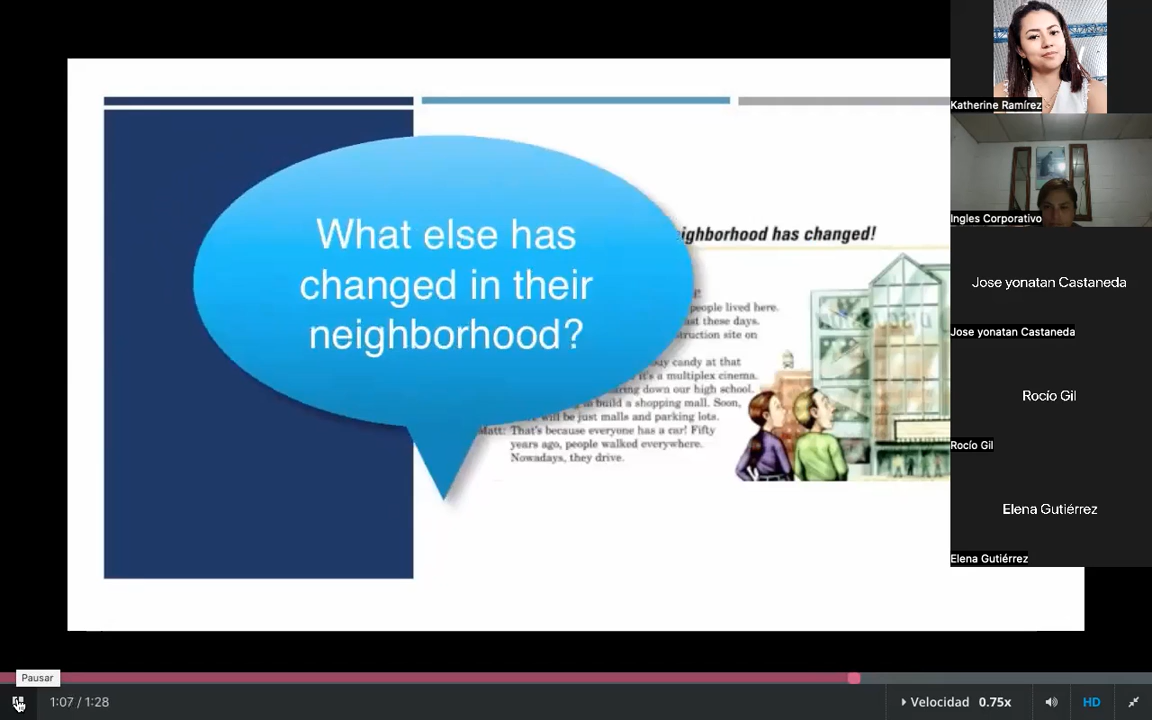 Katherine Ramírez
Ingles Corporativo
Jose yonatan Castaneda
Jose yonatan Castaneda
Rocío Gil
Rocío Gil
Elena Gutiérrez
Elena Gutiérrez
What else has
changed in their
neighborhood?
ighborhood has changed!
people lived here.
ast these days.
truction site on
uy candy at that
it's a multiplex cinema.
aring down our high school.
build a shopping mall. Soon,
will be just malls and parking lots.
Matt: That's because everyone has a car! Fifty
years ago, people walked everywhere.
Nowadays, they drive.
Pausar
1:07 / 1:28
Velocidad 0.75x
HD